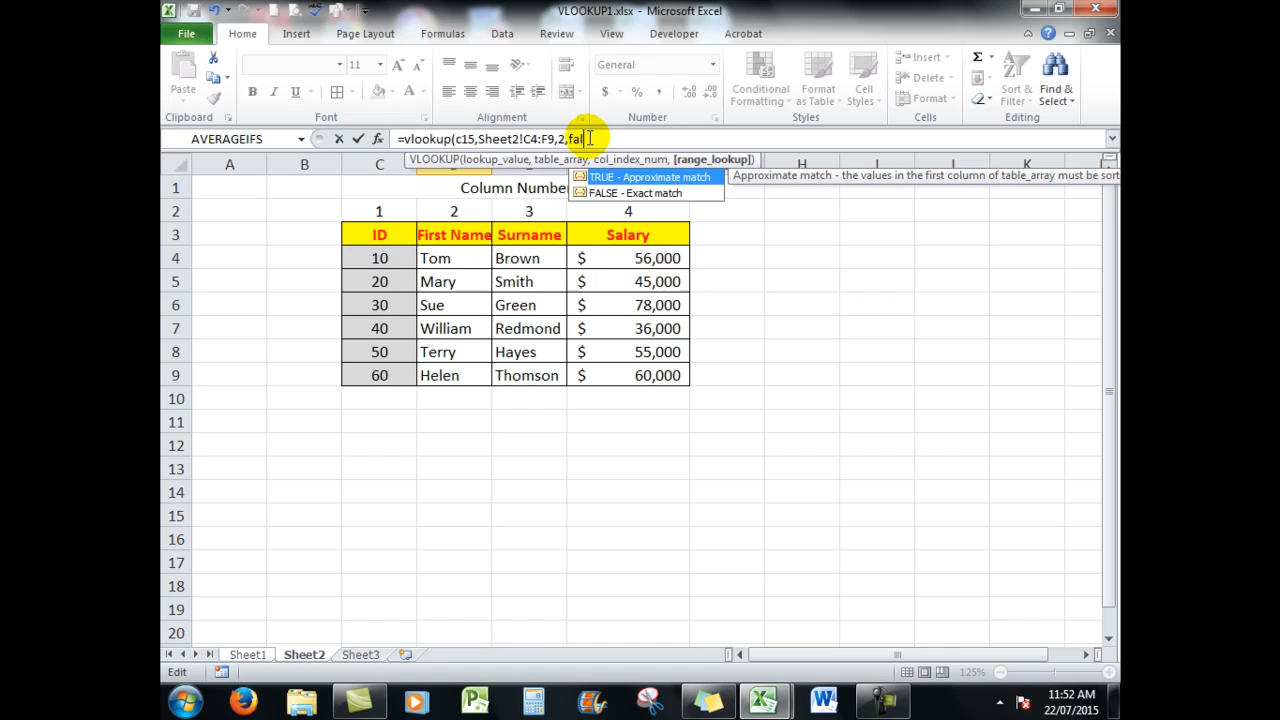 VLOOKUP1.xlsx - Microsoft Excel
File Home Insert Page Layout Formulas Data Review View Developer Acrobat
Paste 11 General Conditional Formatting Format as Table Cell Styles Insert Delete Format Sort & Filter Find & Select
Clipboard Font Alignment Number Styles Cells Editing
AVERAGEIFS =vlookup(c15,Sheet2!C4:F9,2,fal
VLOOKUP(lookup_value, table_array, col_index_num, [range_lookup])
TRUE - Approximate match Approximate match - the values in the first column of table_array must be sort
FALSE - Exact match
A B C H I J K
1 Column Number
2 1 2 3 4
3 ID First Name Surname Salary
4 10 Tom Brown $ 56,000
5 20 Mary Smith $ 45,000
6 30 Sue Green $ 78,000
7 40 William Redmond $ 36,000
8 50 Terry Hayes $ 55,000
9 60 Helen Thomson $ 60,000
10
11
12
13
14
15
16
17
18
19
20
Sheet1 Sheet2 Sheet3
Edit 125%
11:52 AM
22/07/2015